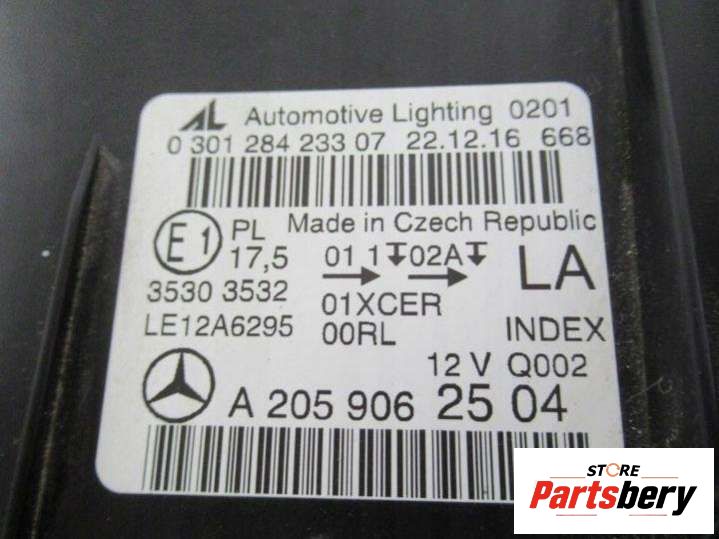 AL Automotive Lighting 0201
0 301 284 233 07 22.12.16 668
E1 PL Made in Czech Republic
17,5 01 1 02A LA
3530 3532
01XCER
LE12A6295 00RL INDEX
12 V Q002
A 205 906 25 04
STORE
Partsbery